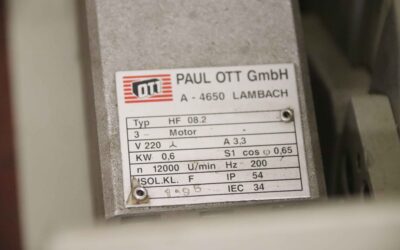 ott
PAUL OTT GmbH
A - 4650 LAMBACH
Typ HF 08.2
3 Motor
V 220 ⅄ A 3,3
KW 0,6 S1 cos φ 0,65
n 12000 U/min Hz 200
ISOL.KL. F IP 54
IEC 34